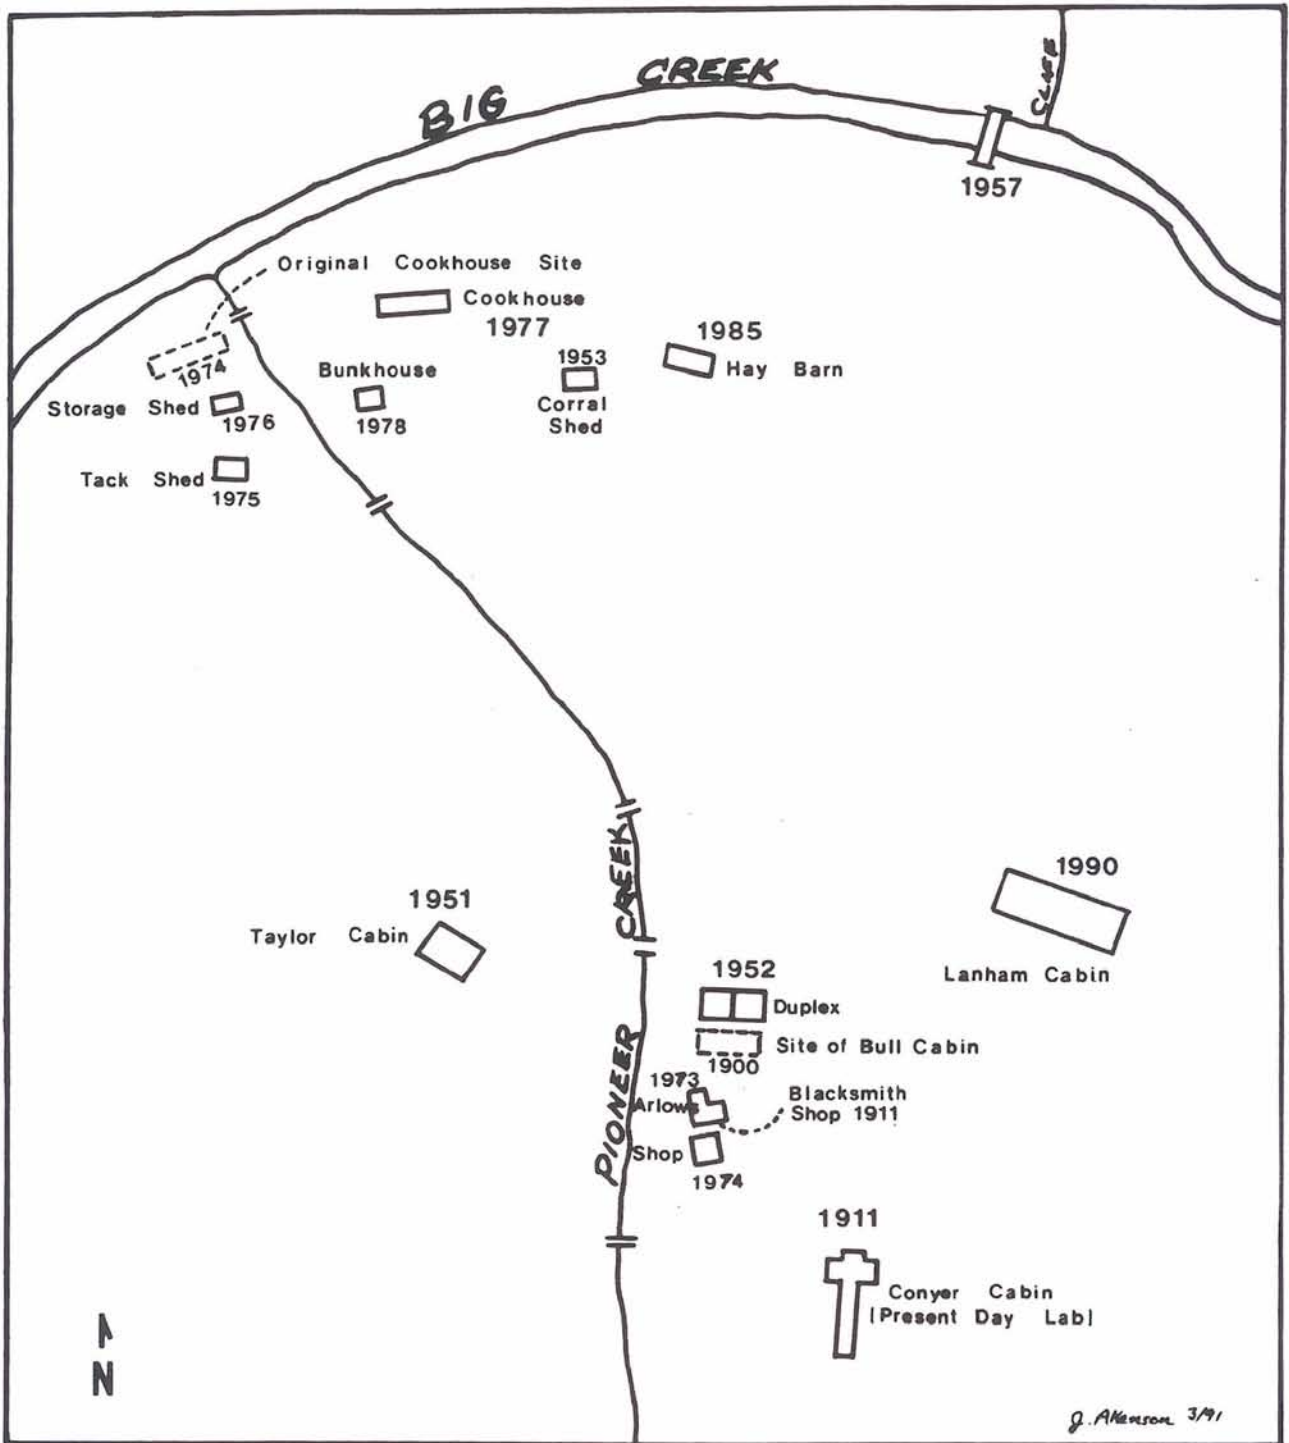 BIG CREEK
CLIFF
1957
Original Cookhouse Site
Cookhouse
1977
1985
Hay Barn
1953
Corral
Shed
Bunkhouse
1978
1974
Storage Shed
1976
Tack Shed
1975
PIONEER CREEK
1951
Taylor Cabin
1990
Lanham Cabin
1952
Duplex
Site of Bull Cabin
1900
1973
Arlows
Blacksmith
Shop 1911
Shop
1974
1911
Conyer Cabin
[Present Day Lab]
N
J. Akenson 3/91